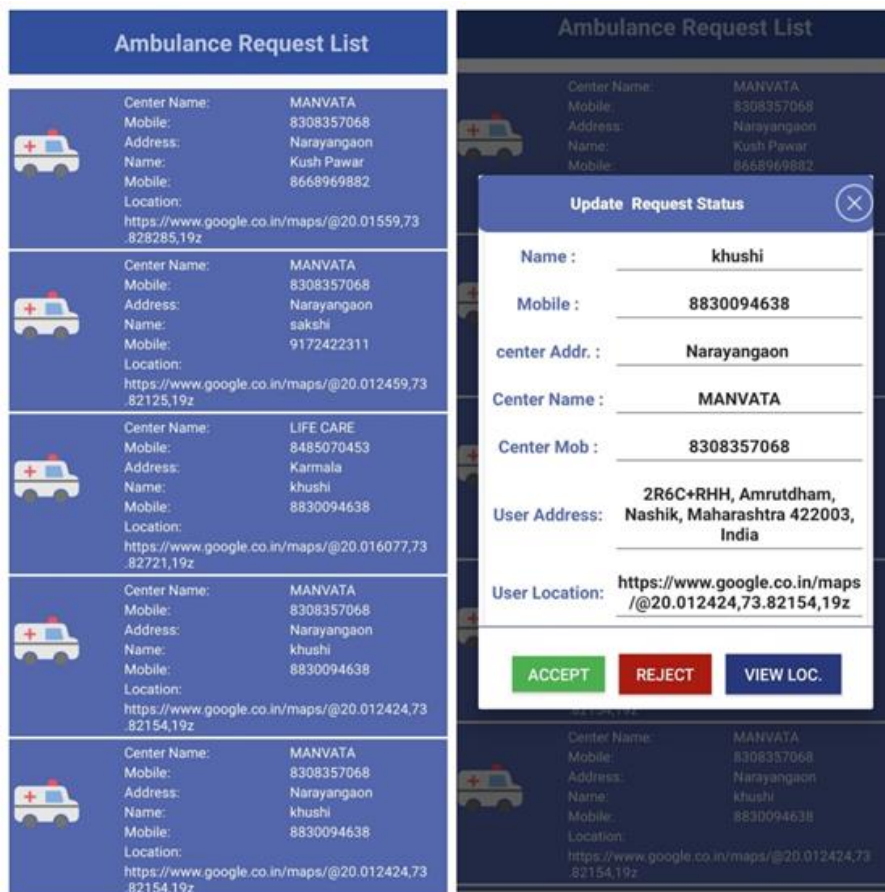 Ambulance Request List
Center Name: MANVATA
Mobile: 8308357068
Address: Narayangaon
Name: Kush Pawar
Mobile: 8668969882
Location:
https://www.google.co.in/maps/@20.01559,73
.828285,19z
Center Name: MANVATA
Mobile: 8308357068
Address: Narayangaon
Name: sakshi
Mobile: 9172422311
Location:
https://www.google.co.in/maps/@20.012459,73
.82125,19z
Center Name: LIFE CARE
Mobile: 8485070453
Address: Karmala
Name: khushi
Mobile: 8830094638
Location:
https://www.google.co.in/maps/@20.016077,73
.82721,19z
Center Name: MANVATA
Mobile: 8308357068
Address: Narayangaon
Name: khushi
Mobile: 8830094638
Location:
https://www.google.co.in/maps/@20.012424,73
.82154,19z
Center Name: MANVATA
Mobile: 8308357068
Address: Narayangaon
Name: khushi
Mobile: 8830094638
Location:
https://www.google.co.in/maps/@20.012424,73
.82154,19z
Ambulance Request List
Center Name: MANVATA
Mobile: 8308357068
Address: Narayangaon
Name: Kush Pawar
Mobile: 8668969882
Update Request Status
Name : khushi
Mobile : 8830094638
center Addr. : Narayangaon
Center Name : MANVATA
Center Mob : 8308357068
User Address: 2R6C+RHH, Amrutdham,
Nashik, Maharashtra 422003,
India
User Location: https://www.google.co.in/maps
/@20.012424,73.82154,19z
ACCEPT REJECT VIEW LOC.
.82154,19z
Center Name: MANVATA
Mobile: 8308357068
Address: Narayangaon
Name: khushi
Mobile: 8830094638
Location:
https://www.google.co.in/maps/@20.012424,73
.82154,19z